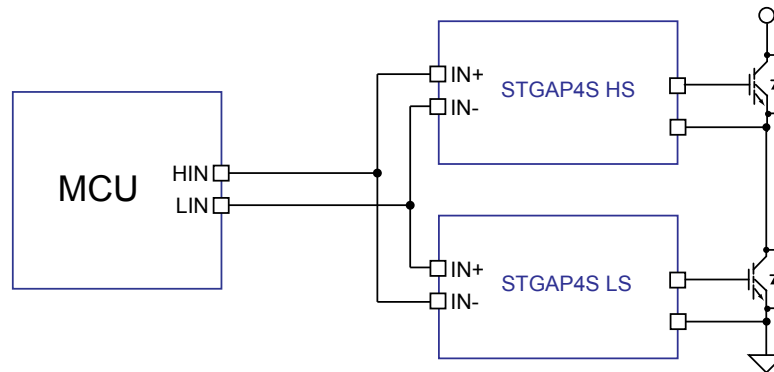 IN+
STGAP4S HS
IN-
MCU
HIN
LIN
IN+
STGAP4S LS
IN-